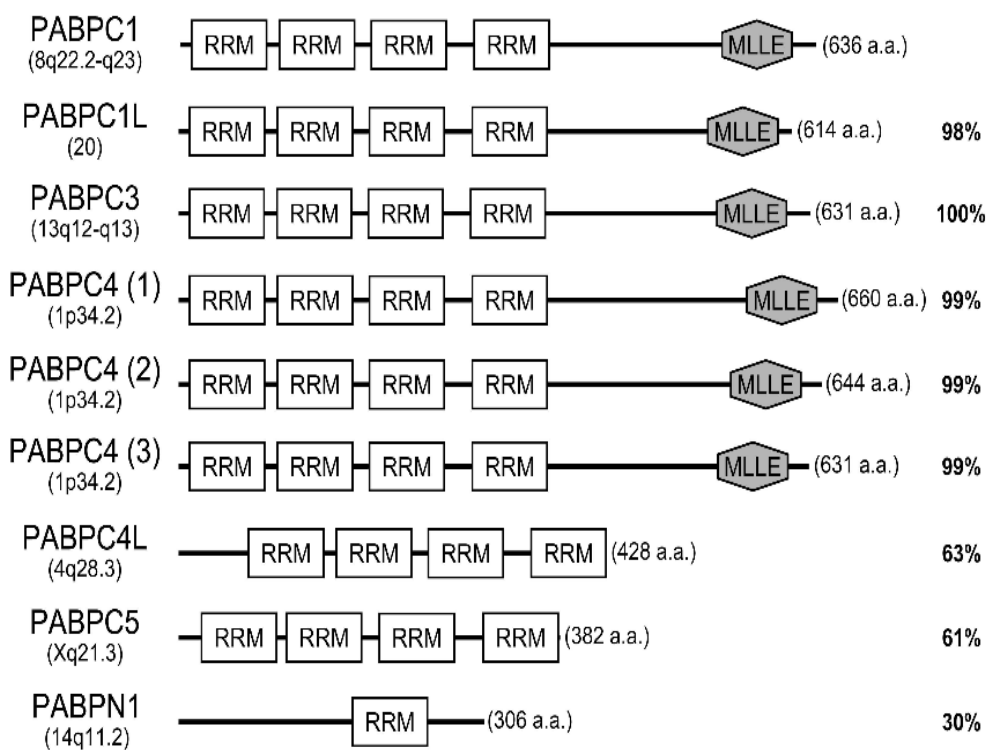 PABPC1 RRM RRM RRM RRM MLLE (636 a.a.)
(8q22.2-q23)
PABPC1L RRM RRM RRM RRM MLLE (614 a.a.) 98%
(20)
PABPC3 RRM RRM RRM RRM MLLE (631 a.a.) 100%
(13q12-q13)
PABPC4 (1) RRM RRM RRM RRM MLLE (660 a.a.) 99%
(1p34.2)
PABPC4 (2) RRM RRM RRM RRM MLLE (644 a.a.) 99%
(1p34.2)
PABPC4 (3) RRM RRM RRM RRM MLLE (631 a.a.) 99%
(1p34.2)
PABPC4L RRM RRM RRM RRM (428 a.a.) 63%
(4q28.3)
PABPC5 RRM RRM RRM RRM (382 a.a.) 61%
(Xq21.3)
PABPN1 RRM (306 a.a.) 30%
(14q11.2)